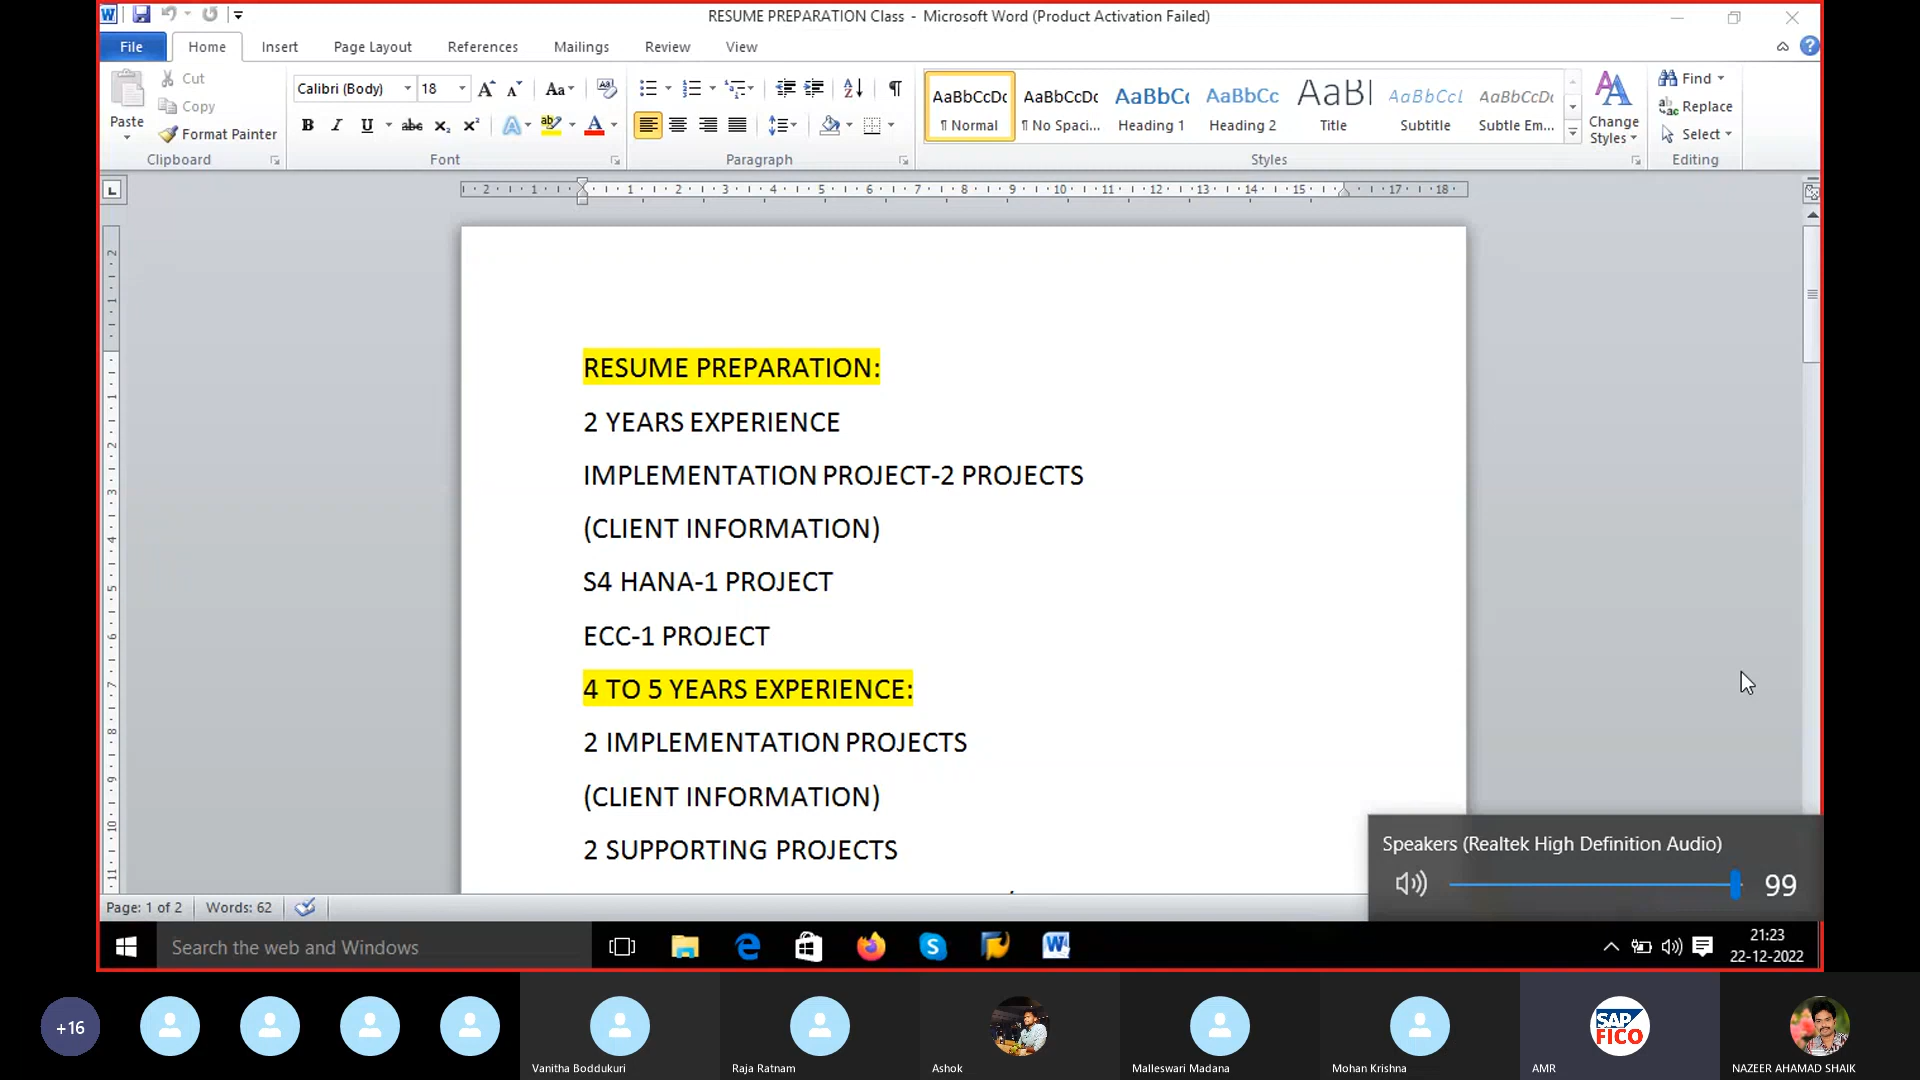 RESUME PREPARATION Class - Microsoft Word (Product Activation Failed)
File Home Insert Page Layout References Mailings Review View
Paste
Cut
Copy
Format Painter
Clipboard
Calibri (Body) 18
Font
Paragraph
AaBbCcDc AaBbCcDc AaBbCc AaBbCc AaBl AaBbCcL AaBbCcDc
¶ Normal ¶ No Spaci... Heading 1 Heading 2 Title Subtitle Subtle Em...
Change Styles
Styles
Find
Replace
Select
Editing
RESUME PREPARATION:
2 YEARS EXPERIENCE
IMPLEMENTATION PROJECT-2 PROJECTS
(CLIENT INFORMATION)
S4 HANA-1 PROJECT
ECC-1 PROJECT
4 TO 5 YEARS EXPERIENCE:
2 IMPLEMENTATION PROJECTS
(CLIENT INFORMATION)
2 SUPPORTING PROJECTS
Speakers (Realtek High Definition Audio)
99
Page: 1 of 2 Words: 62
Search the web and Windows
21:23
22-12-2022
+16
SAP
FICO
Vanitha Boddukuri Raja Ratnam Ashok Malleswari Madana Mohan Krishna AMR NAZEER AHAMAD SHAIK